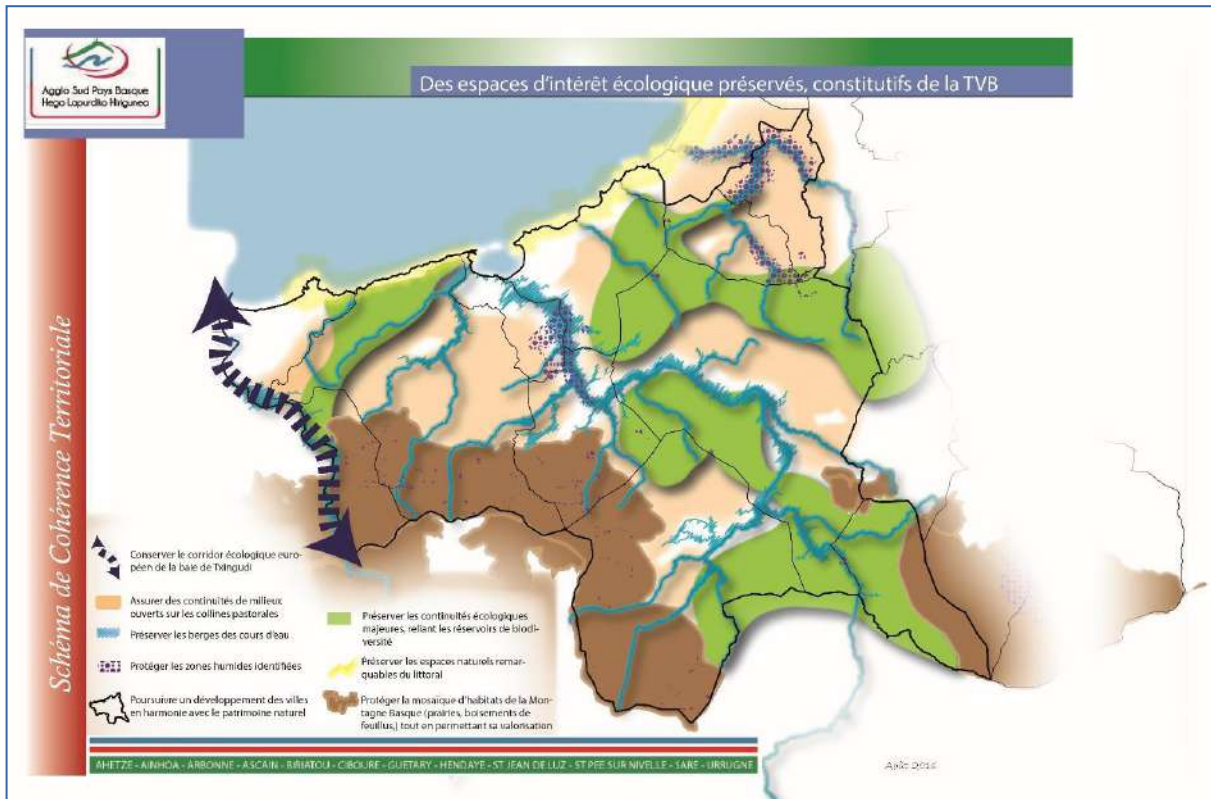 Agglo Sud Pays Basque
Hego Lapurdiko Hirigunea
Des espaces d'intérêt écologique préservés, constitutifs de la TVB
Schéma de Cohérence Territoriale
Conserver le corridor écologique euro-
péen de la baie de Txingudi
Assurer des continuités de milieux
ouverts sur les collines pastorales
Préserver les berges des cours d'eau
Protéger les zones humides identifiées
Poursuivre un développement des villes
en harmonie avec le patrimoine naturel
Préserver les continuités écologiques
majeures, reliant les réservoirs de biodi-
versité
Préserver les espaces naturels remar-
quables du littoral
Protéger la mosaïque d'habitats de la Mon-
tagne Basque (prairies, boisements de
feuillus,) tout en permettant sa valorisation
AHETZE - AINHOA - ARBONNE - ASCAIN - BIRIATOU - CIBOURE - GUETARY - HENDAYE - ST JEAN DE LUZ - ST PEE SUR NIVELLE - SARE - URRUGNE